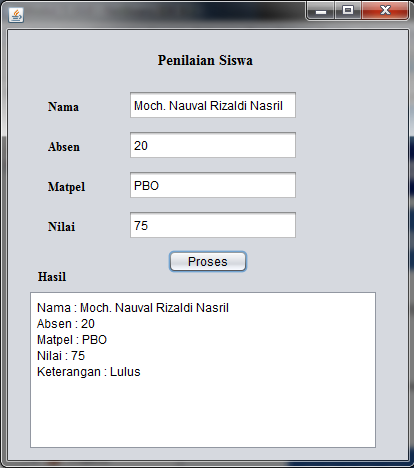 Penilaian Siswa
Nama Moch. Nauval Rizaldi Nasril
Absen 20
Matpel PBO
Nilai 75
Proses
Hasil
Nama : Moch. Nauval Rizaldi Nasril
Absen : 20
Matpel : PBO
Nilai : 75
Keterangan : Lulus